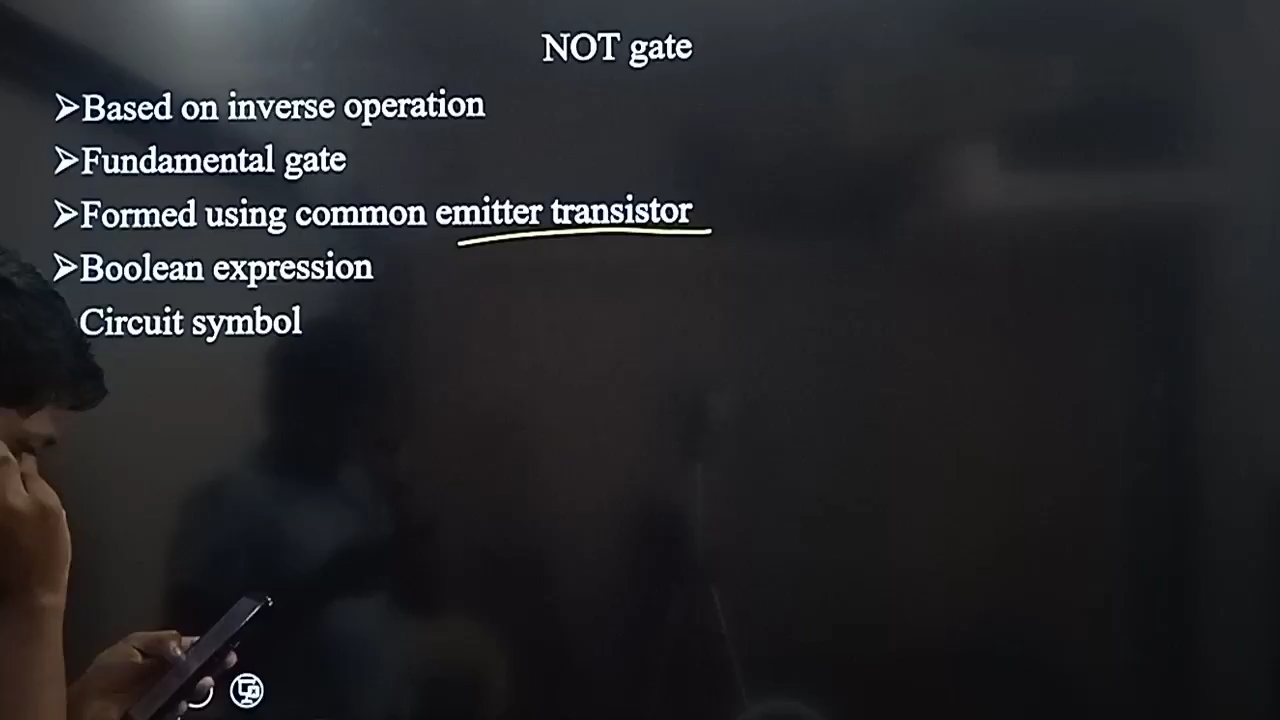 NOT gate
➢Based on inverse operation
➢Fundamental gate
➢Formed using common emitter transistor
➢Boolean expression
Circuit symbol